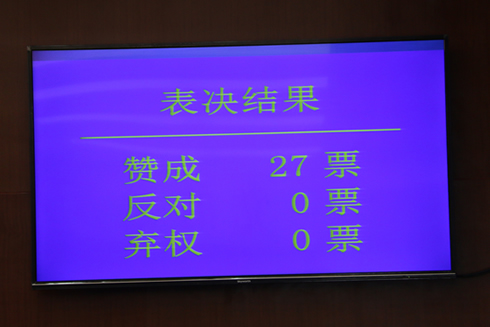 表决结果
赞成 27 票
反对 0 票
弃权 0 票